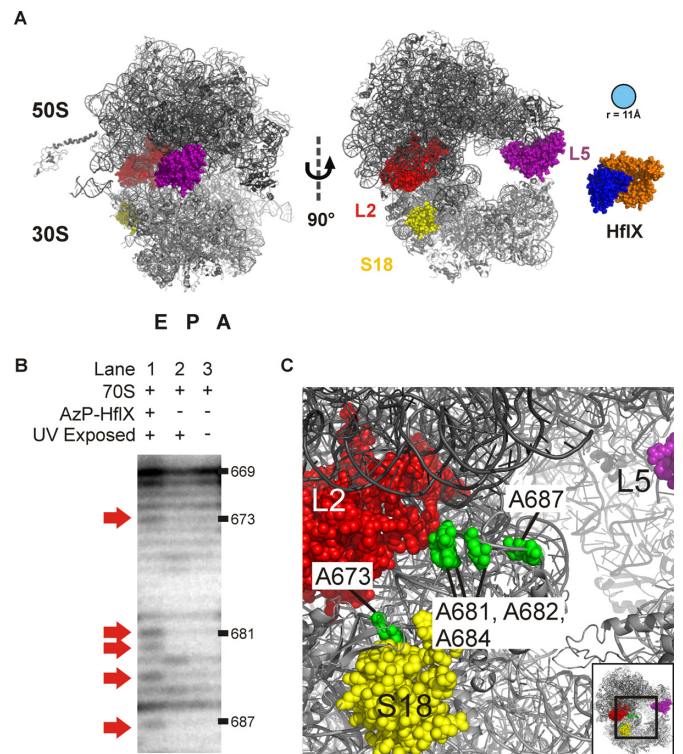 A
50S
30S
E P A
90°
L2
S18
L5
r = 11Å
HflX
B
Lane 1 2 3
70S + + +
AzP-HflX + - -
UV Exposed + + -
669
673
681
687
C
L2
L5
A687
A673
A681, A682,
A684
S18